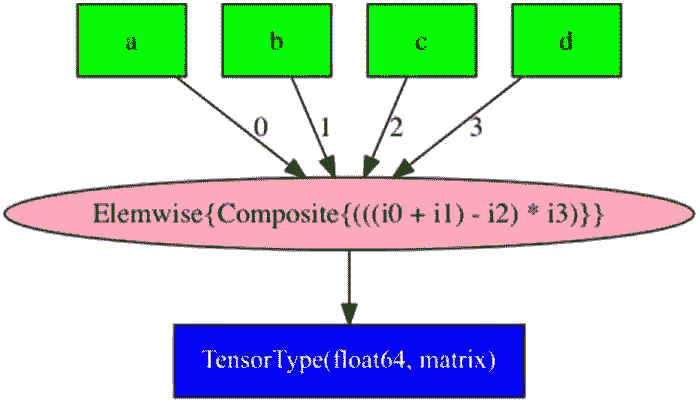 a b c d
0 1 2 3
Elemwise{Composite{(((i0 + i1) - i2) * i3)}}
TensorType(float64, matrix)